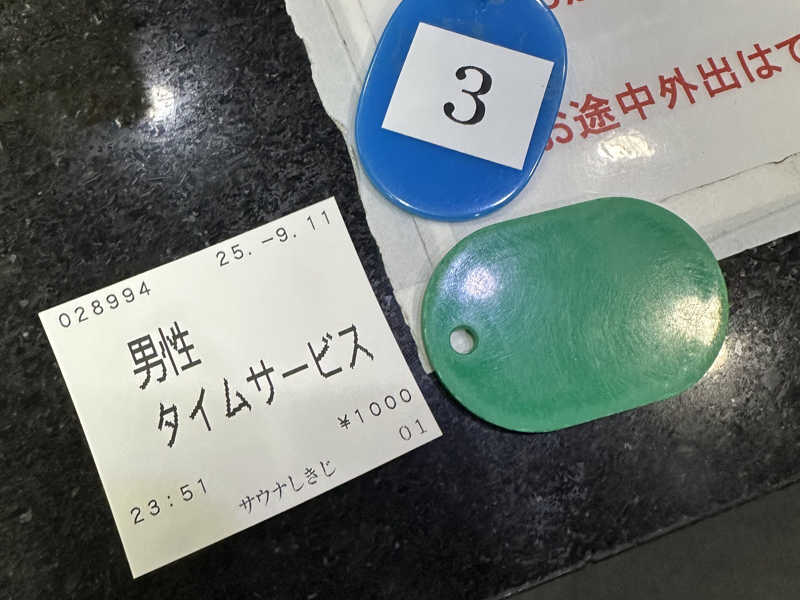 3
お途中外出はて
028994
25.-9.11
男性
タイムサービス
¥1000
01
23:51
サウナしきじ